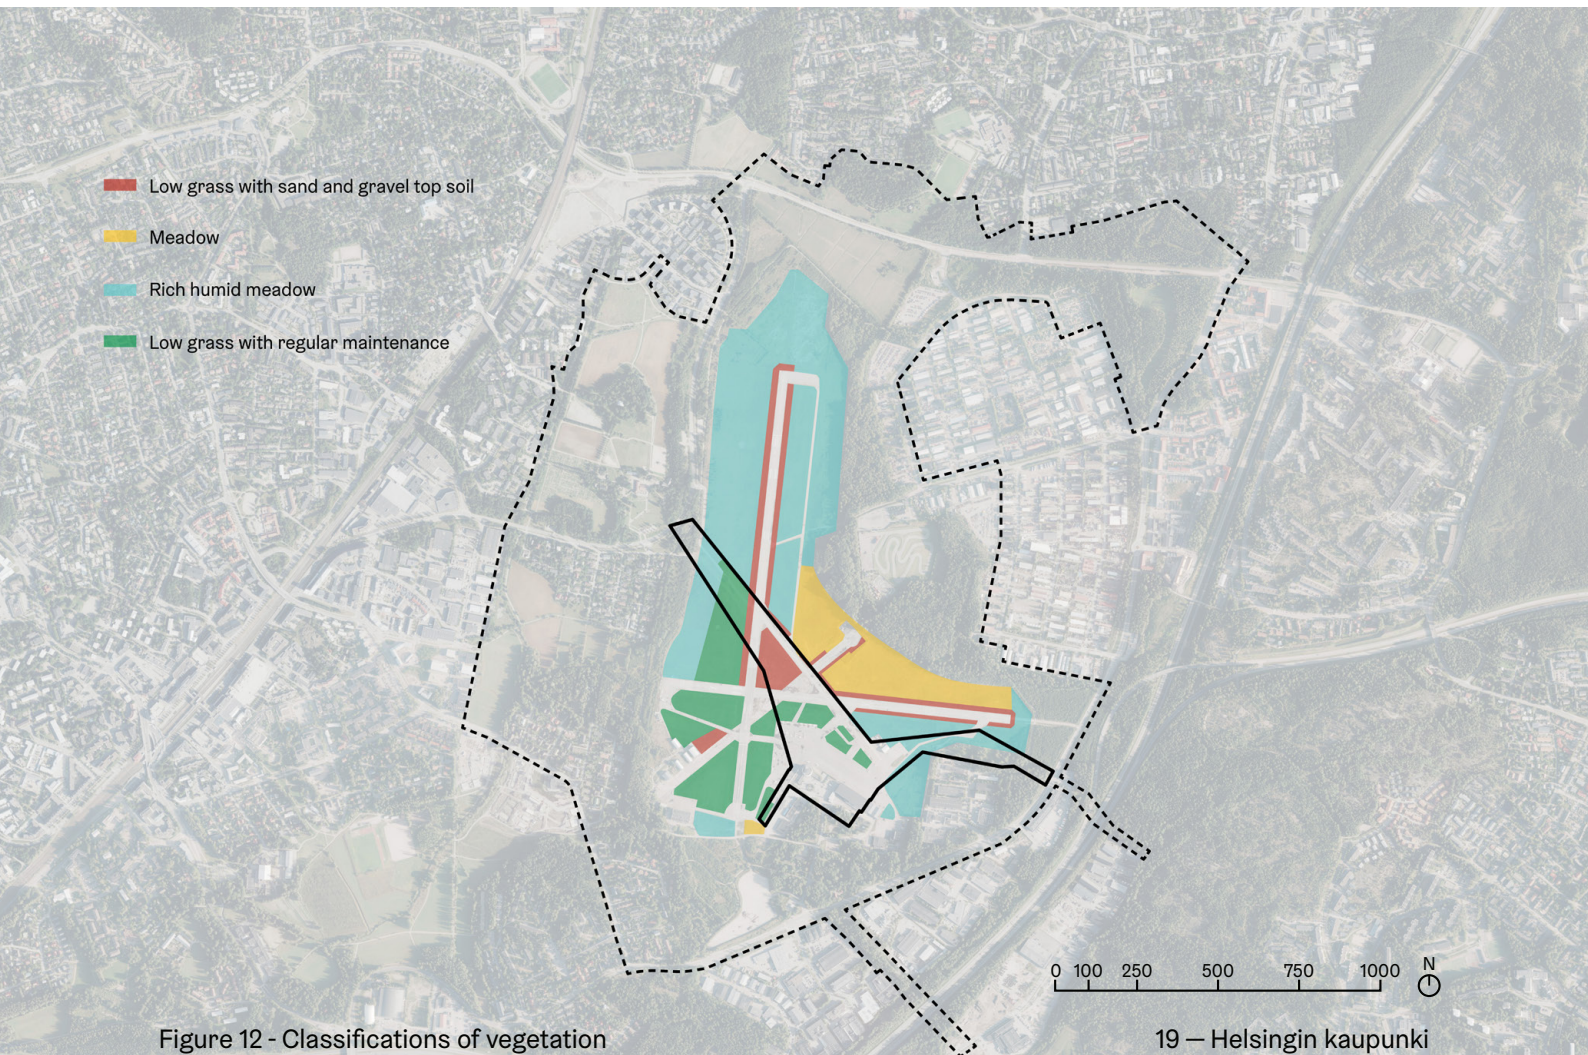 Low grass with sand and gravel top soil
Meadow
Rich humid meadow
Low grass with regular maintenance
0 100 250 500 750 1000 N
Figure 12 - Classifications of vegetation
19 — Helsingin kaupunki